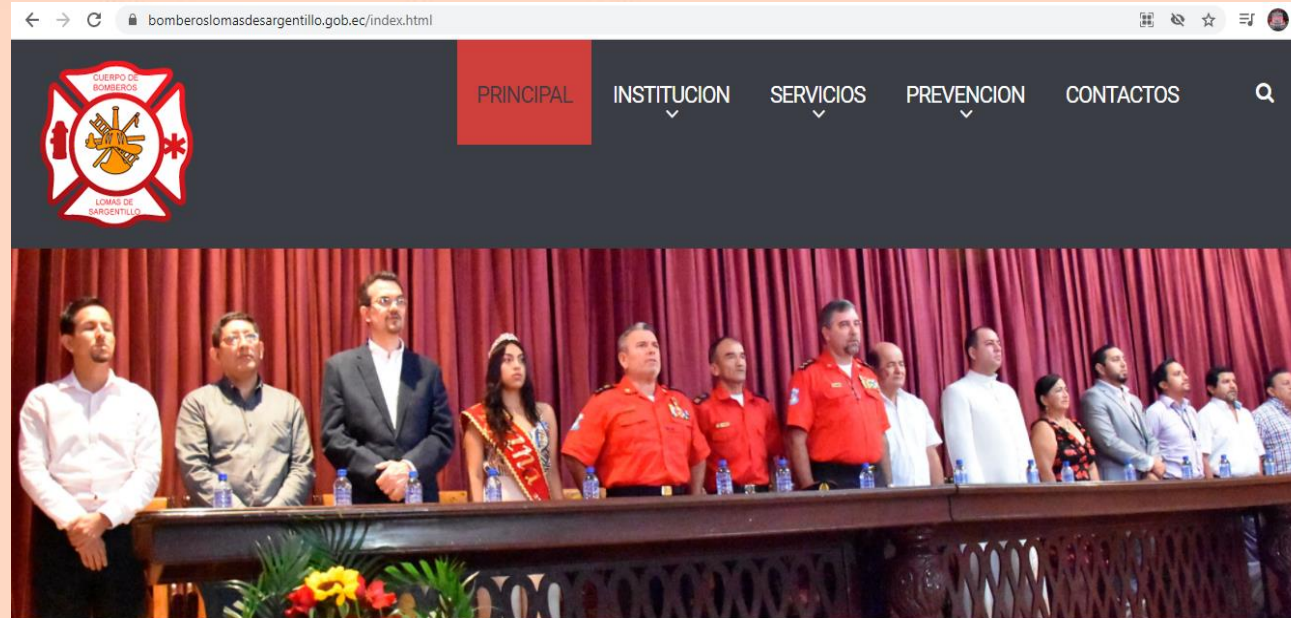 bomberoslomasdesargentillo.gob.ec/index.html
CUERPO DE
BOMBEROS
LOMAS DE
SARGENTILLO
PRINCIPAL INSTITUCION SERVICIOS PREVENCION CONTACTOS